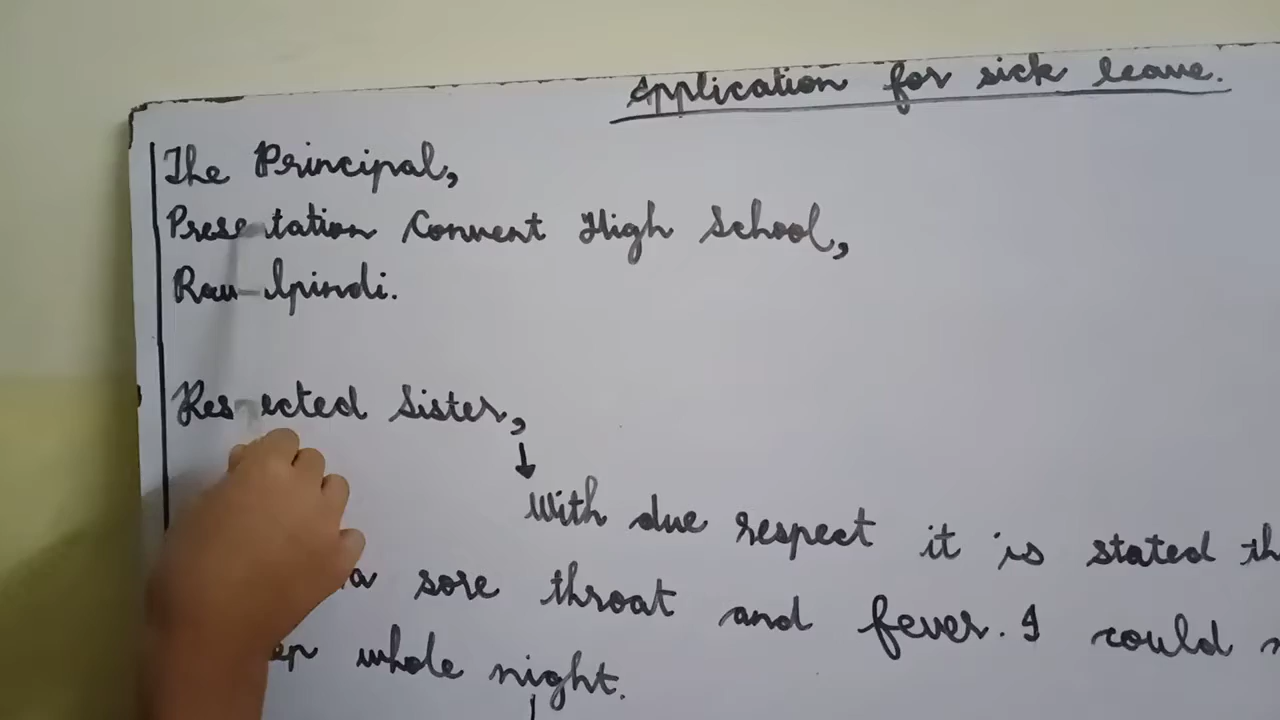 Application for sick leave.
The Principal,
Presentation Convent High School,
Rawalpindi.
Respected Sister,
With due respect it is stated th
a sore throat and fever. I could n
ep whole night.